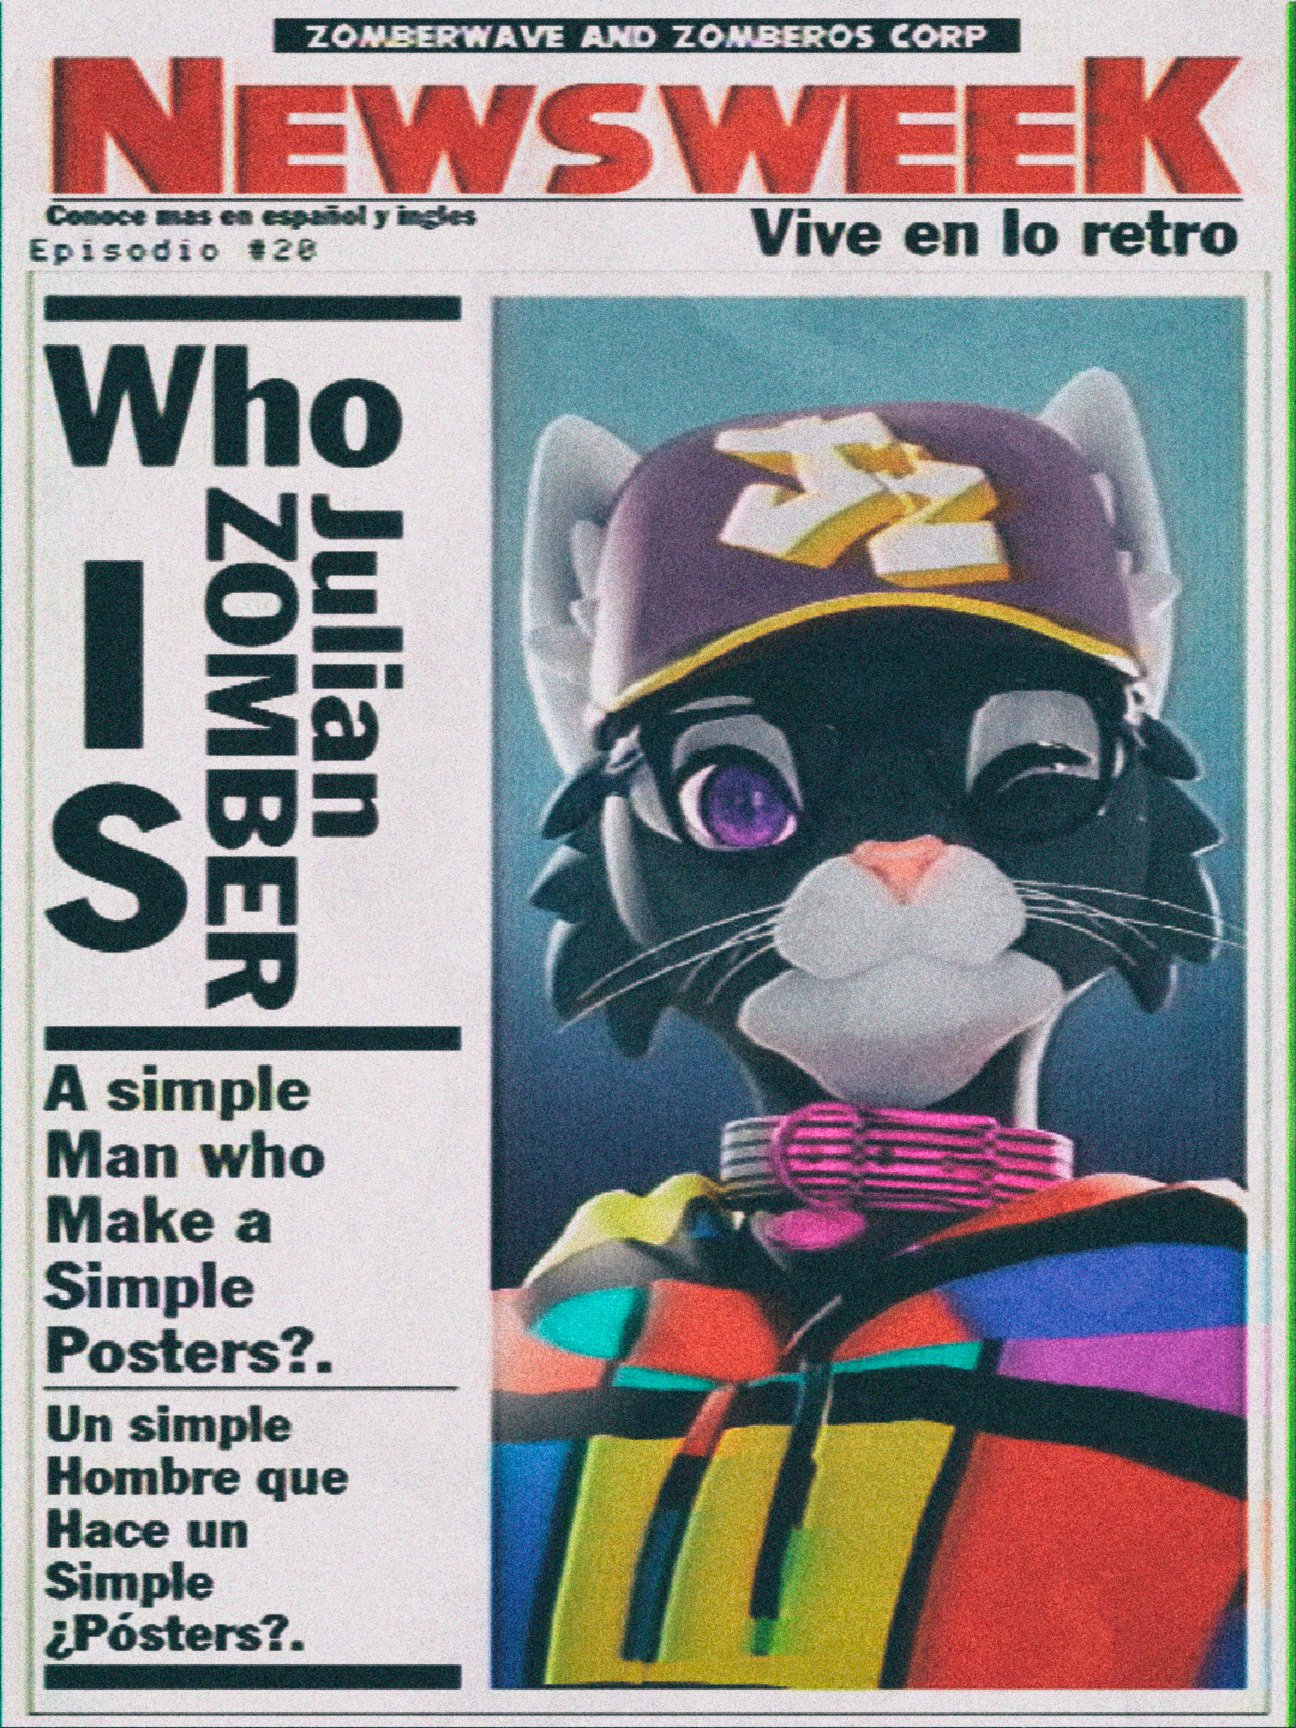 ZOMBERWAVE AND ZOMBEROS CORP
NEWSWEEK
Conoce mas en español y ingles
Episodio #20
Vive en lo retro
Who
IS
Julian
ZOMBER
A simple
Man who
Make a
Simple
Posters?.
Un simple
Hombre que
Hace un
Simple
¿Pósters?.